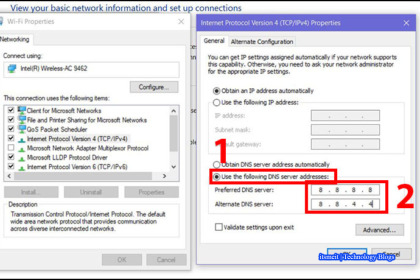 View your basic network information and set up connections
Wi-Fi Properties
Networking
Connect using:
Intel(R) Wireless-AC 9462
Configure...
This connection uses the following items:
Client for Microsoft Networks
File and Printer Sharing for Microsoft Networks
QoS Packet Scheduler
Internet Protocol Version 4 (TCP/IPv4)
Microsoft Network Adapter Multiplexor Protocol
Microsoft LLDP Protocol Driver
Internet Protocol Version 6 (TCP/IPv6)
Install...
Uninstall
Properties
Description
Transmission Control Protocol/Internet Protocol. The default
wide area network protocol that provides communication
across diverse interconnected networks.
OK
Cancel
Internet Protocol Version 4 (TCP/IPv4) Properties
General
Alternate Configuration
You can get IP settings assigned automatically if your network supports
this capability. Otherwise, you need to ask your network administrator
for the appropriate IP settings.
Obtain an IP address automatically
Use the following IP address:
IP address:
Subnet mask:
gateway:
1
Obtain DNS server address automatically
Use the following DNS server addresses:
Preferred DNS server:
8 . 8 . 8 . 8
Alternate DNS server:
8 . 8 . 4 . 4
2
Validate settings upon exit
Advanced...
itsmeit -Technology Blogs